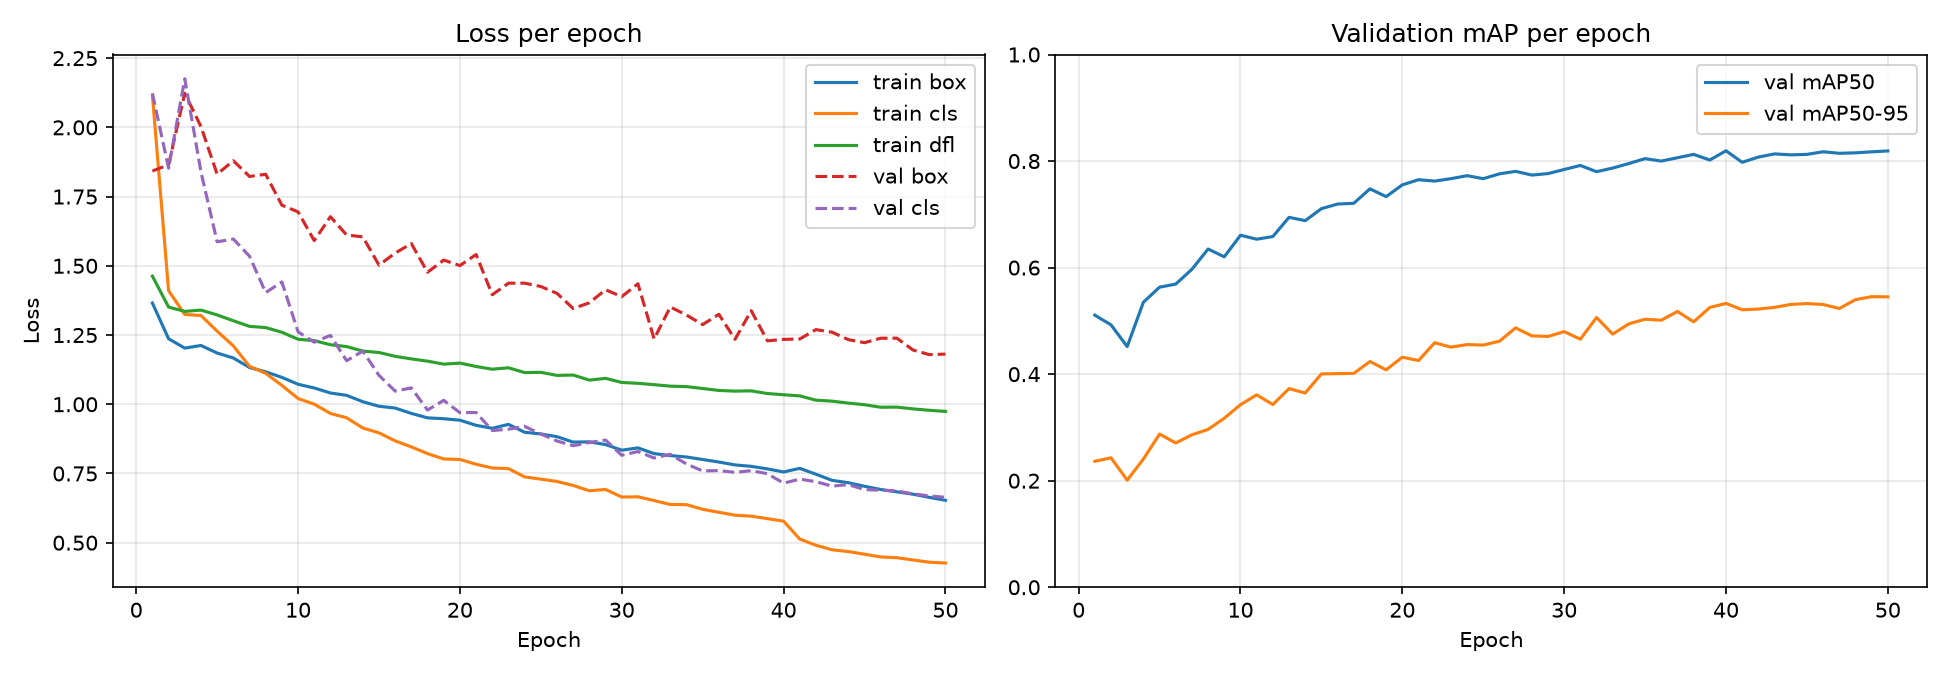 Loss per epoch
2.25
2.00
1.75
1.50
1.25
1.00
0.75
0.50
Loss
0
10
20
30
40
50
Epoch
train box
train cls
train dfl
val box
val cls
Validation mAP per epoch
1.0
0.8
0.6
0.4
0.2
0.0
0
10
20
30
40
50
Epoch
val mAP50
val mAP50-95